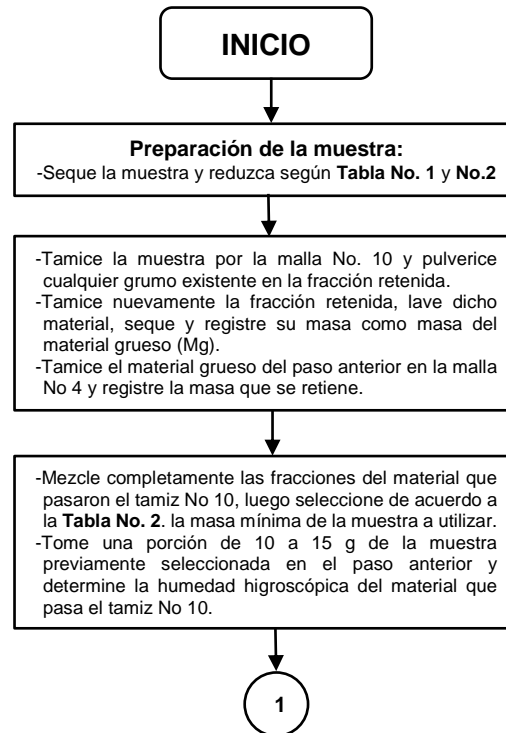 INICIO
Preparación de la muestra:
-Seque la muestra y reduzca según Tabla No. 1 y No.2
-Tamice la muestra por la malla No. 10 y pulverice
cualquier grumo existente en la fracción retenida.
-Tamice nuevamente la fracción retenida, lave dicho
material, seque y registre su masa como masa del
material grueso (Mg).
-Tamice el material grueso del paso anterior en la malla
No 4 y registre la masa que se retiene.
-Mezcle completamente las fracciones del material que
pasaron el tamiz No 10, luego seleccione de acuerdo a
la Tabla No. 2. la masa mínima de la muestra a utilizar.
-Tome una porción de 10 a 15 g de la muestra
previamente seleccionada en el paso anterior y
determine la humedad higroscópica del material que
pasa el tamiz No 10.
1